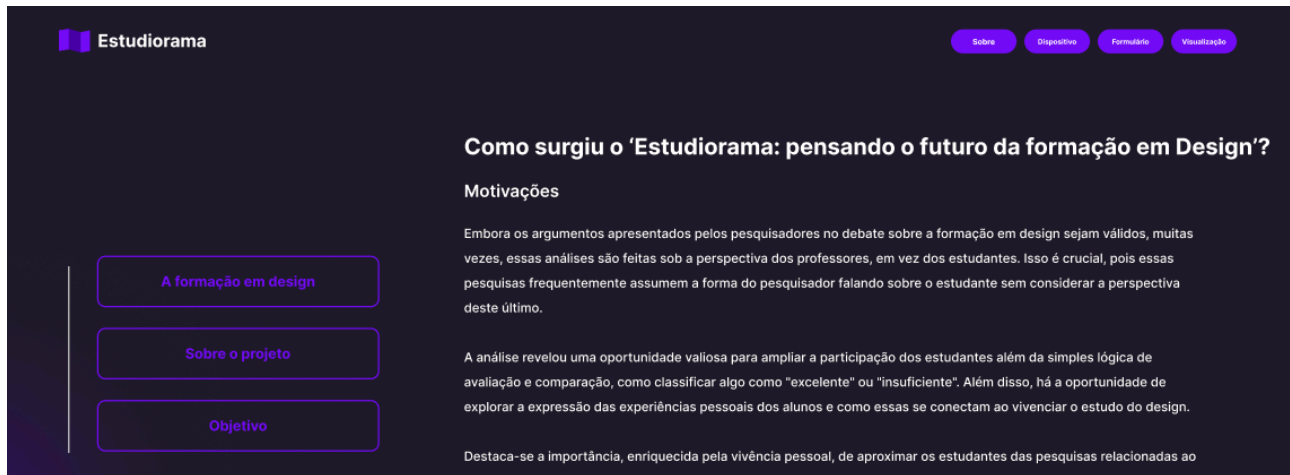 Estudiorama
Sobre
Dispositivo
Formulário
Visualização
Como surgiu o ‘Estudiorama: pensando o futuro da formação em Design’?
Motivações
Embora os argumentos apresentados pelos pesquisadores no debate sobre a formação em design sejam válidos, muitas
vezes, essas análises são feitas sob a perspectiva dos professores, em vez dos estudantes. Isso é crucial, pois essas
pesquisas frequentemente assumem a forma do pesquisador falando sobre o estudante sem considerar a perspectiva
deste último.
A análise revelou uma oportunidade valiosa para ampliar a participação dos estudantes além da simples lógica de
avaliação e comparação, como classificar algo como "excelente" ou "insuficiente". Além disso, há a oportunidade de
explorar a expressão das experiências pessoais dos alunos e como essas se conectam ao vivenciar o estudo do design.
Destaca-se a importância, enriquecida pela vivência pessoal, de aproximar os estudantes das pesquisas relacionadas ao
A formação em design
Sobre o projeto
Objetivo